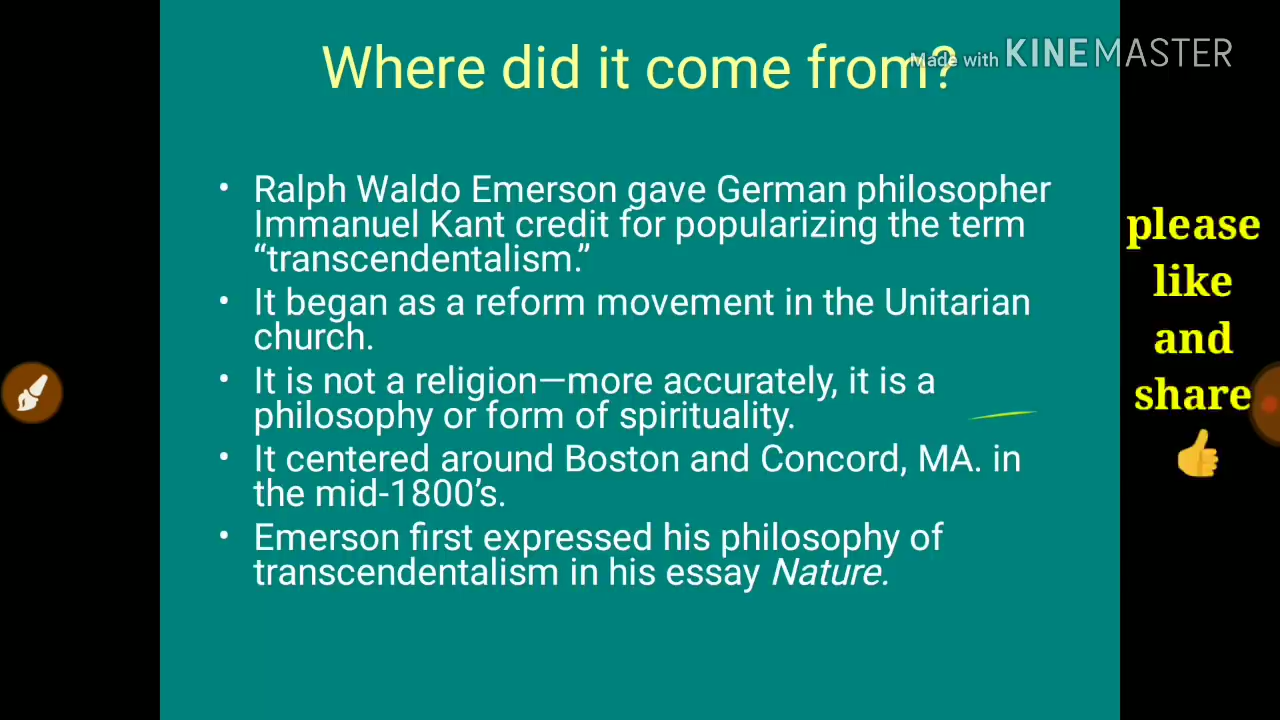 Where did it come from?
Made with KINEMASTER
• Ralph Waldo Emerson gave German philosopher
Immanuel Kant credit for popularizing the term
“transcendentalism.”
• It began as a reform movement in the Unitarian
church.
• It is not a religion—more accurately, it is a
philosophy or form of spirituality.
• It centered around Boston and Concord, MA. in
the mid-1800’s.
• Emerson first expressed his philosophy of
transcendentalism in his essay Nature.
please
like
and
share